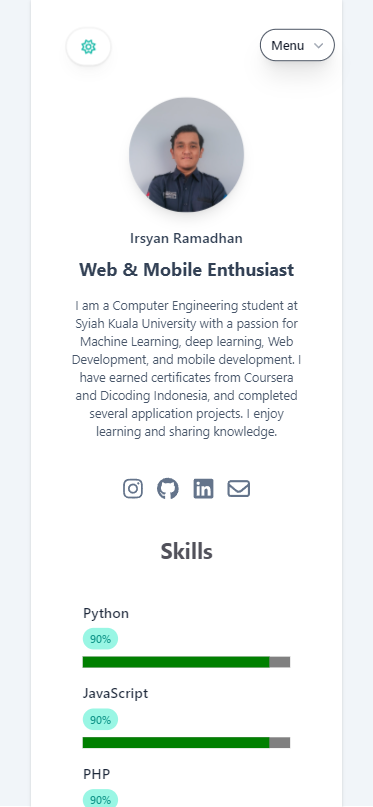 Menu
Irsyan Ramadhan
Web & Mobile Enthusiast
I am a Computer Engineering student at
Syiah Kuala University with a passion for
Machine Learning, deep learning, Web
Development, and mobile development. I
have earned certificates from Coursera
and Dicoding Indonesia, and completed
several application projects. I enjoy
learning and sharing knowledge.
Skills
Python
90%
JavaScript
90%
PHP
90%